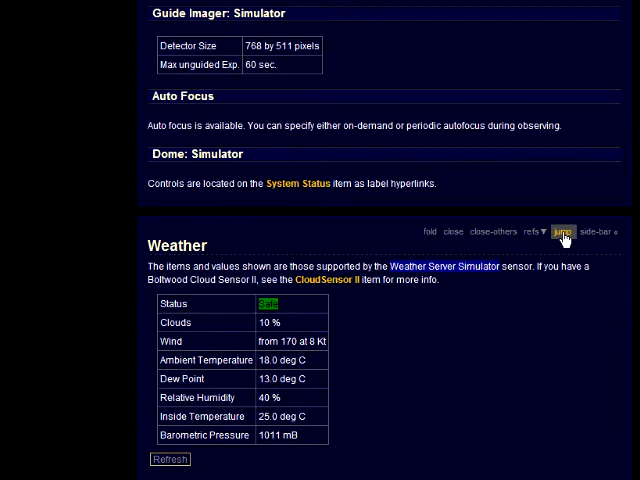 Guide Imager: Simulator
Detector Size 768 by 511 pixels
Max unguided Exp. 60 sec.
Auto Focus
Auto focus is available. You can specify either on-demand or periodic autofocus during observing.
Dome: Simulator
Controls are located on the System Status item as label hyperlinks.
fold close close-others refs▼ jump side-bar «
Weather
The items and values shown are those supported by the Weather Server Simulator sensor. If you have a
Boltwood Cloud Sensor II, see the CloudSensor II item for more info.
Status Safe
Clouds 10 %
Wind from 170 at 8 Kt
Ambient Temperature 18.0 deg C
Dew Point 13.0 deg C
Relative Humidity 40 %
Inside Temperature 25.0 deg C
Barometric Pressure 1011 mB
Refresh